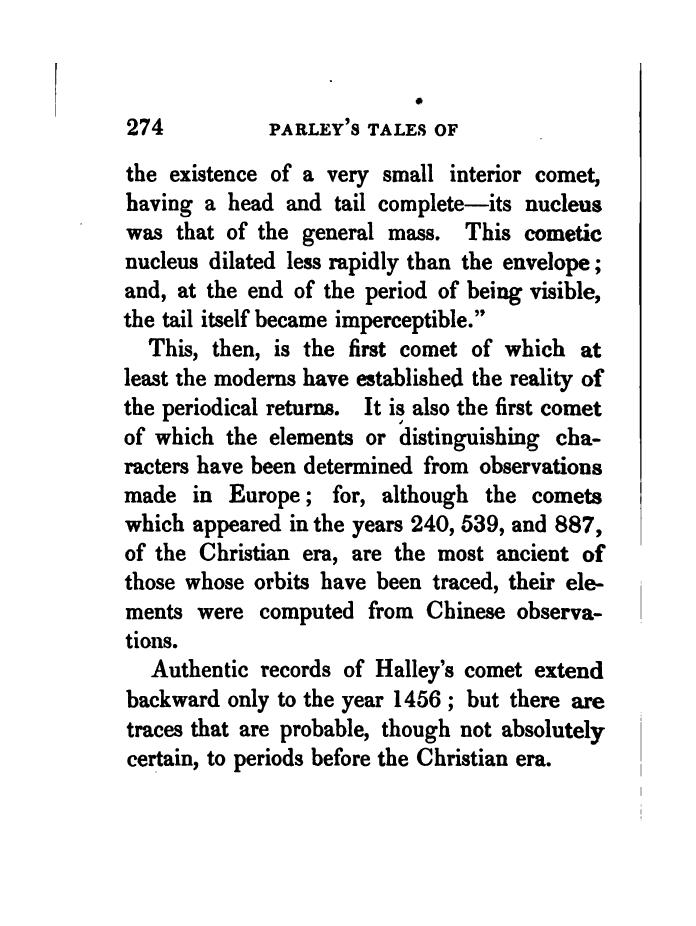 274 PARLEY'S TALES OF
the existence of a very small interior comet,
having a head and tail complete—its nucleus
was that of the general mass. This cometic
nucleus dilated less rapidly than the envelope;
and, at the end of the period of being visible,
the tail itself became imperceptible."
This, then, is the first comet of which at
least the moderns have established the reality of
the periodical returns. It is also the first comet
of which the elements or distinguishing cha-
racters have been determined from observations
made in Europe; for, although the comets
which appeared in the years 240, 539, and 887,
of the Christian era, are the most ancient of
those whose orbits have been traced, their ele-
ments were computed from Chinese observa-
tions.
Authentic records of Halley's comet extend
backward only to the year 1456; but there are
traces that are probable, though not absolutely
certain, to periods before the Christian era.